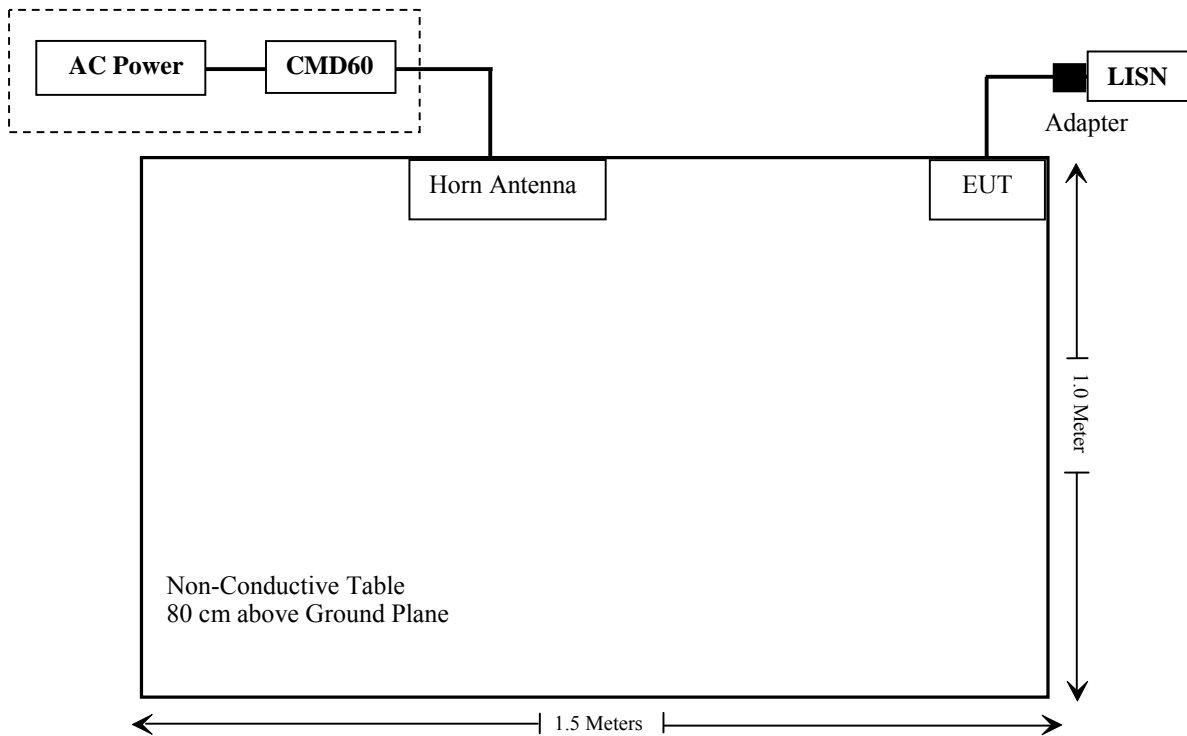 AC Power
CMD60
LISN
Adapter
Horn Antenna
EUT
1.0 Meter
Non-Conductive Table
80 cm above Ground Plane
1.5 Meters